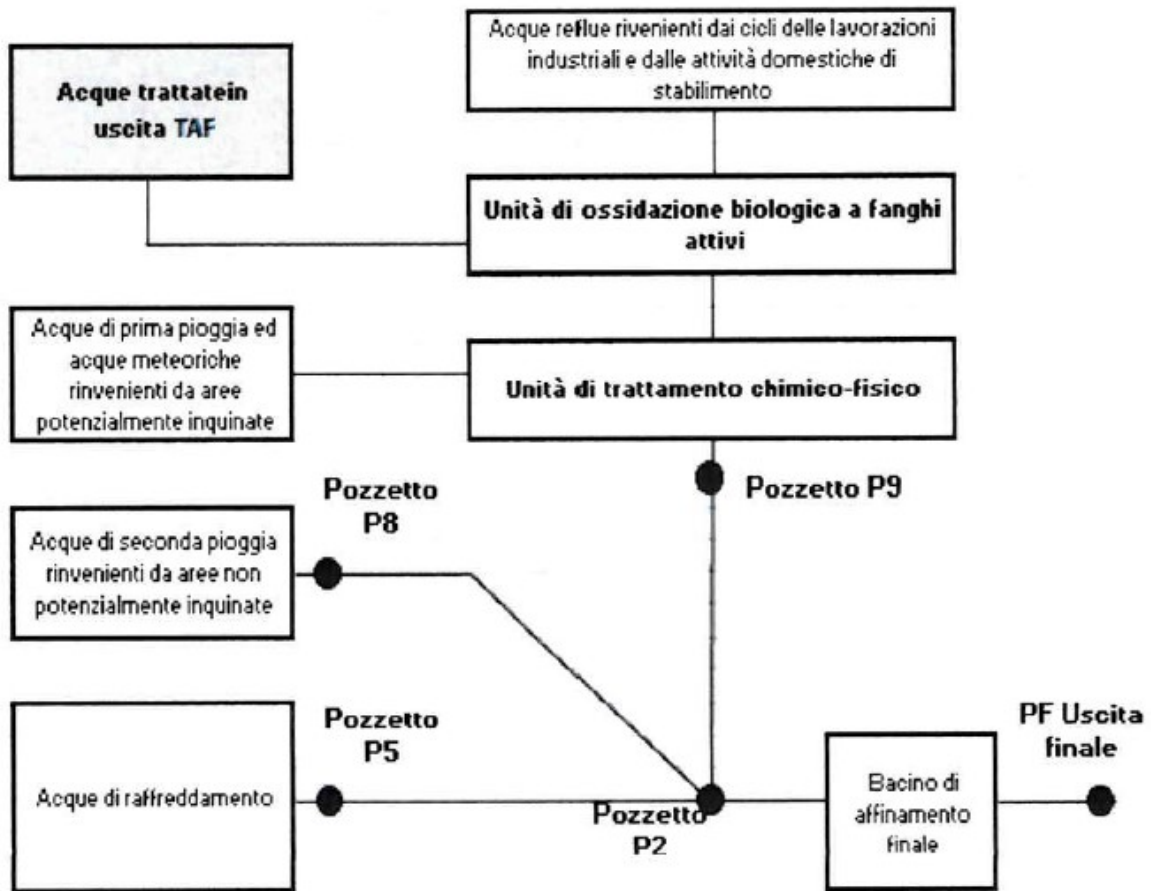 Acque reflue rivenienti dai cicli delle lavorazioni
industriali e dalle attività domestiche di
stabilimento
Acque trattatein
uscita TAF
Unità di ossidazione biologica a fanghi
attivi
Acque di prima pioggia ed
acque meteoriche
rinvenienti da aree
potenzialmente inquinate
Unità di trattamento chimico-fisico
Pozzetto
P8
Pozzetto P9
Acque di seconda pioggia
rinvenienti da aree non
potenzialmente inquinate
Pozzetto
P5
Acque di raffreddamento
Pozzetto
P2
Bacino di
affinamento
finale
PF Uscita
finale